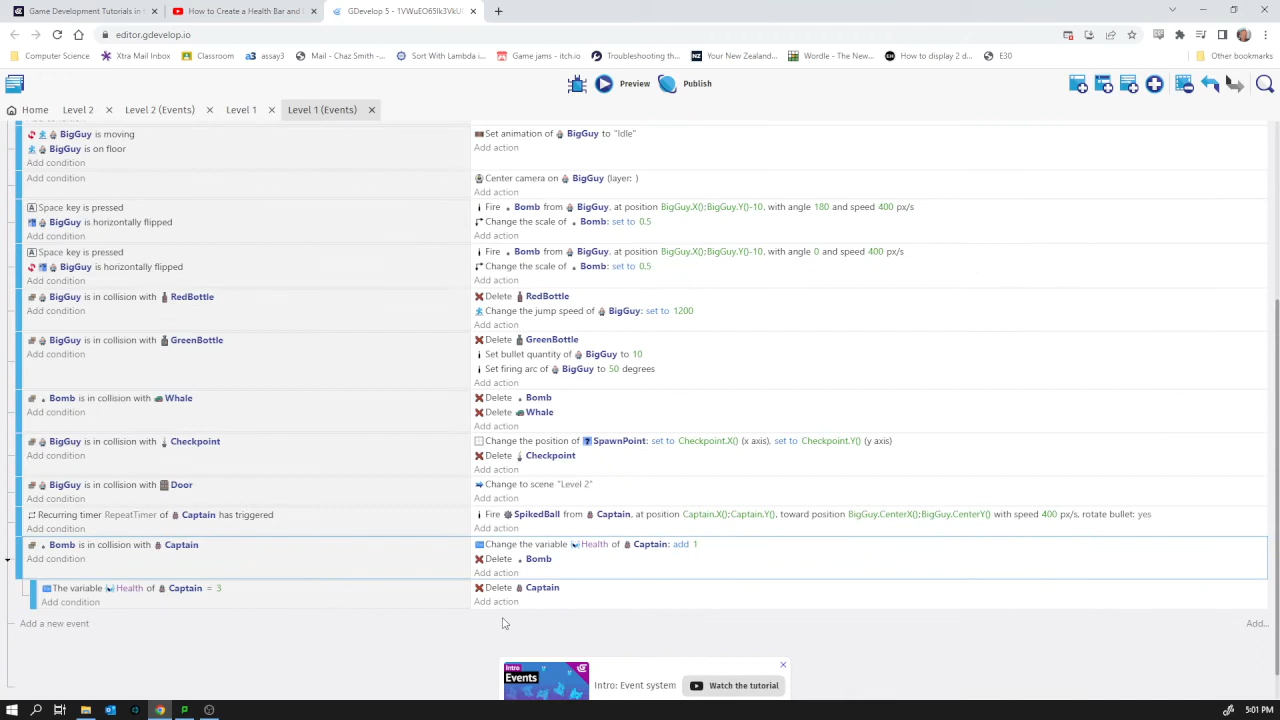 Game Development Tutorials in
How to Create a Health Bar and
GDevelop 5 - 1VWuEO65Ik3VkUF
editor.gdevelop.io
Computer Science Xtra Mail Inbox Classroom a3 assay3 Mail - Chaz Smith -... Sort With Lambda i... Game jams - itch.io Troubleshooting th... Your New Zealand... Wordle - The New... How to display 2 d... E30 Other bookmarks
Preview Publish
Home Level 2 Level 2 (Events) Level 1 Level 1 (Events)
BigGuy is moving Set animation of BigGuy to "Idle"
BigGuy is on floor Add action
Add condition
Add condition Center camera on BigGuy (layer: )
Add action
Space key is pressed Fire Bomb from BigGuy, at position BigGuy.X();BigGuy.Y()-10, with angle 180 and speed 400 px/s
BigGuy is horizontally flipped Change the scale of Bomb: set to 0.5
Add condition Add action
Space key is pressed Fire Bomb from BigGuy, at position BigGuy.X();BigGuy.Y()-10, with angle 0 and speed 400 px/s
BigGuy is horizontally flipped Change the scale of Bomb: set to 0.5
Add condition Add action
BigGuy is in collision with RedBottle Delete RedBottle
Add condition Change the jump speed of BigGuy: set to 1200
Add action
BigGuy is in collision with GreenBottle Delete GreenBottle
Add condition Set bullet quantity of BigGuy to 10
Set firing arc of BigGuy to 50 degrees
Add action
Bomb is in collision with Whale Delete Bomb
Add condition Delete Whale
Add action
BigGuy is in collision with Checkpoint Change the position of SpawnPoint: set to Checkpoint.X() (x axis), set to Checkpoint.Y() (y axis)
Add condition Delete Checkpoint
Add action
BigGuy is in collision with Door Change to scene "Level 2"
Add condition Add action
Recurring timer RepeatTimer of Captain has triggered Fire SpikedBall from Captain, at position Captain.X();Captain.Y(), toward position BigGuy.CenterX();BigGuy.CenterY() with speed 400 px/s, rotate bullet: yes
Add condition Add action
Bomb is in collision with Captain Change the variable Health of Captain: add 1
Add condition Delete Bomb
Add action
The variable Health of Captain = 3 Delete Captain
Add condition Add action
Add a new event Add...
Intro
Events
Intro: Event system Watch the tutorial
5:01 PM